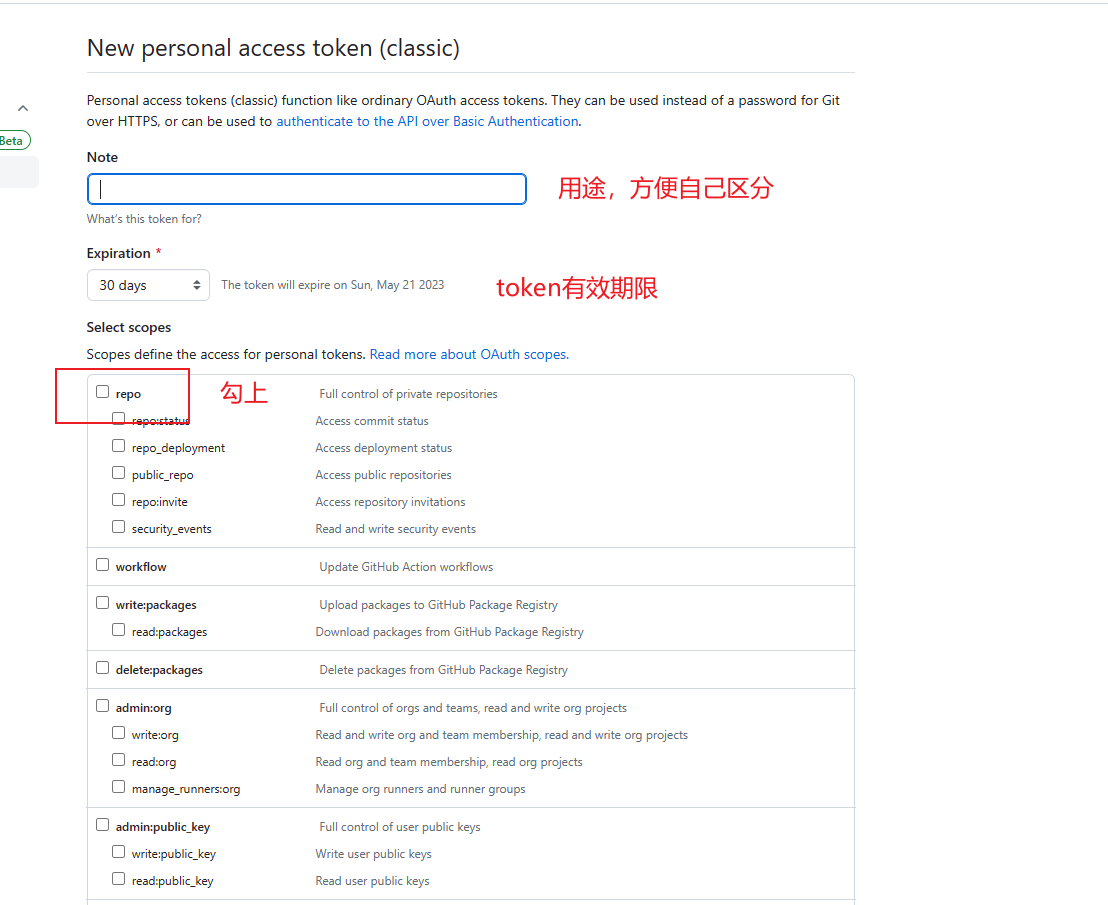 New personal access token (classic)
Personal access tokens (classic) function like ordinary OAuth access tokens. They can be used instead of a password for Git
over HTTPS, or can be used to authenticate to the API over Basic Authentication.
Beta
Note
用途，方便自己区分
What's this token for?
Expiration *
30 days The token will expire on Sun, May 21 2023 token有效期限
Select scopes
Scopes define the access for personal tokens. Read more about OAuth scopes.
repo 勾上 Full control of private repositories
repo:status Access commit status
repo_deployment Access deployment status
public_repo Access public repositories
repo:invite Access repository invitations
security_events Read and write security events
workflow Update GitHub Action workflows
write:packages Upload packages to GitHub Package Registry
read:packages Download packages from GitHub Package Registry
delete:packages Delete packages from GitHub Package Registry
admin:org Full control of orgs and teams, read and write org projects
write:org Read and write org and team membership, read and write org projects
read:org Read org and team membership, read org projects
manage_runners:org Manage org runners and runner groups
admin:public_key Full control of user public keys
write:public_key Write user public keys
read:public_key Read user public keys